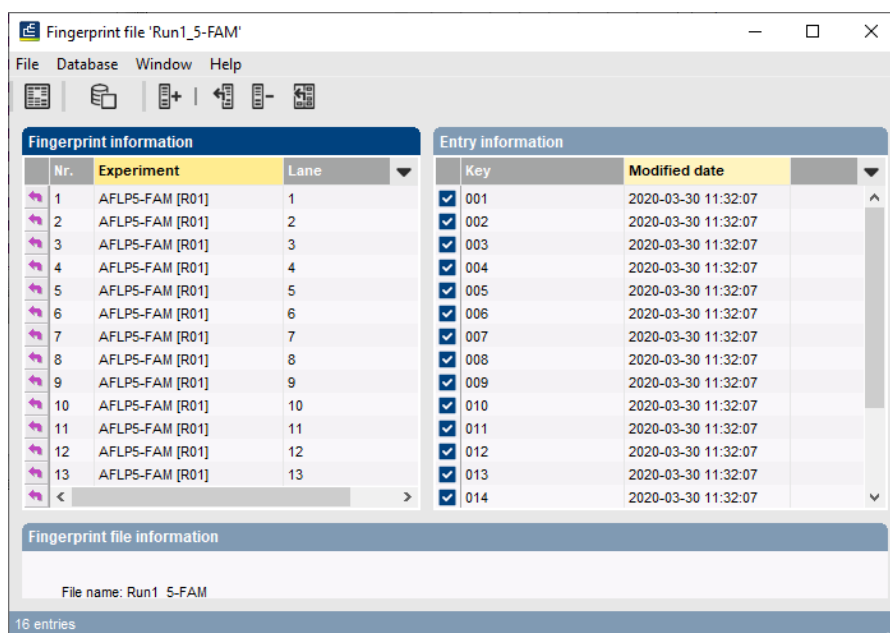 Fingerprint file 'Run1_5-FAM'
File Database Window Help
Fingerprint information
Nr. Experiment Lane
1 AFLP5-FAM [R01] 1
2 AFLP5-FAM [R01] 2
3 AFLP5-FAM [R01] 3
4 AFLP5-FAM [R01] 4
5 AFLP5-FAM [R01] 5
6 AFLP5-FAM [R01] 6
7 AFLP5-FAM [R01] 7
8 AFLP5-FAM [R01] 8
9 AFLP5-FAM [R01] 9
10 AFLP5-FAM [R01] 10
11 AFLP5-FAM [R01] 11
12 AFLP5-FAM [R01] 12
13 AFLP5-FAM [R01] 13
Entry information
Key Modified date
001 2020-03-30 11:32:07
002 2020-03-30 11:32:07
003 2020-03-30 11:32:07
004 2020-03-30 11:32:07
005 2020-03-30 11:32:07
006 2020-03-30 11:32:07
007 2020-03-30 11:32:07
008 2020-03-30 11:32:07
009 2020-03-30 11:32:07
010 2020-03-30 11:32:07
011 2020-03-30 11:32:07
012 2020-03-30 11:32:07
013 2020-03-30 11:32:07
014 2020-03-30 11:32:07
Fingerprint file information
File name: Run1_5-FAM
16 entries